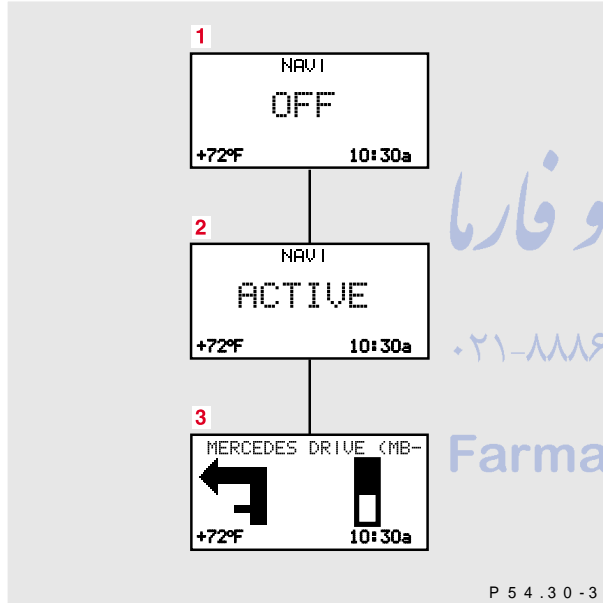 1
NAVI
OFF
+72°F 10:30a
2
NAVI
ACTIVE
+72°F 10:30a
3
MERCEDES DRIVE (MB-
+72°F 10:30a
و فارما
۰۲۱-۸۸۸۶
Farma
P54.30-3